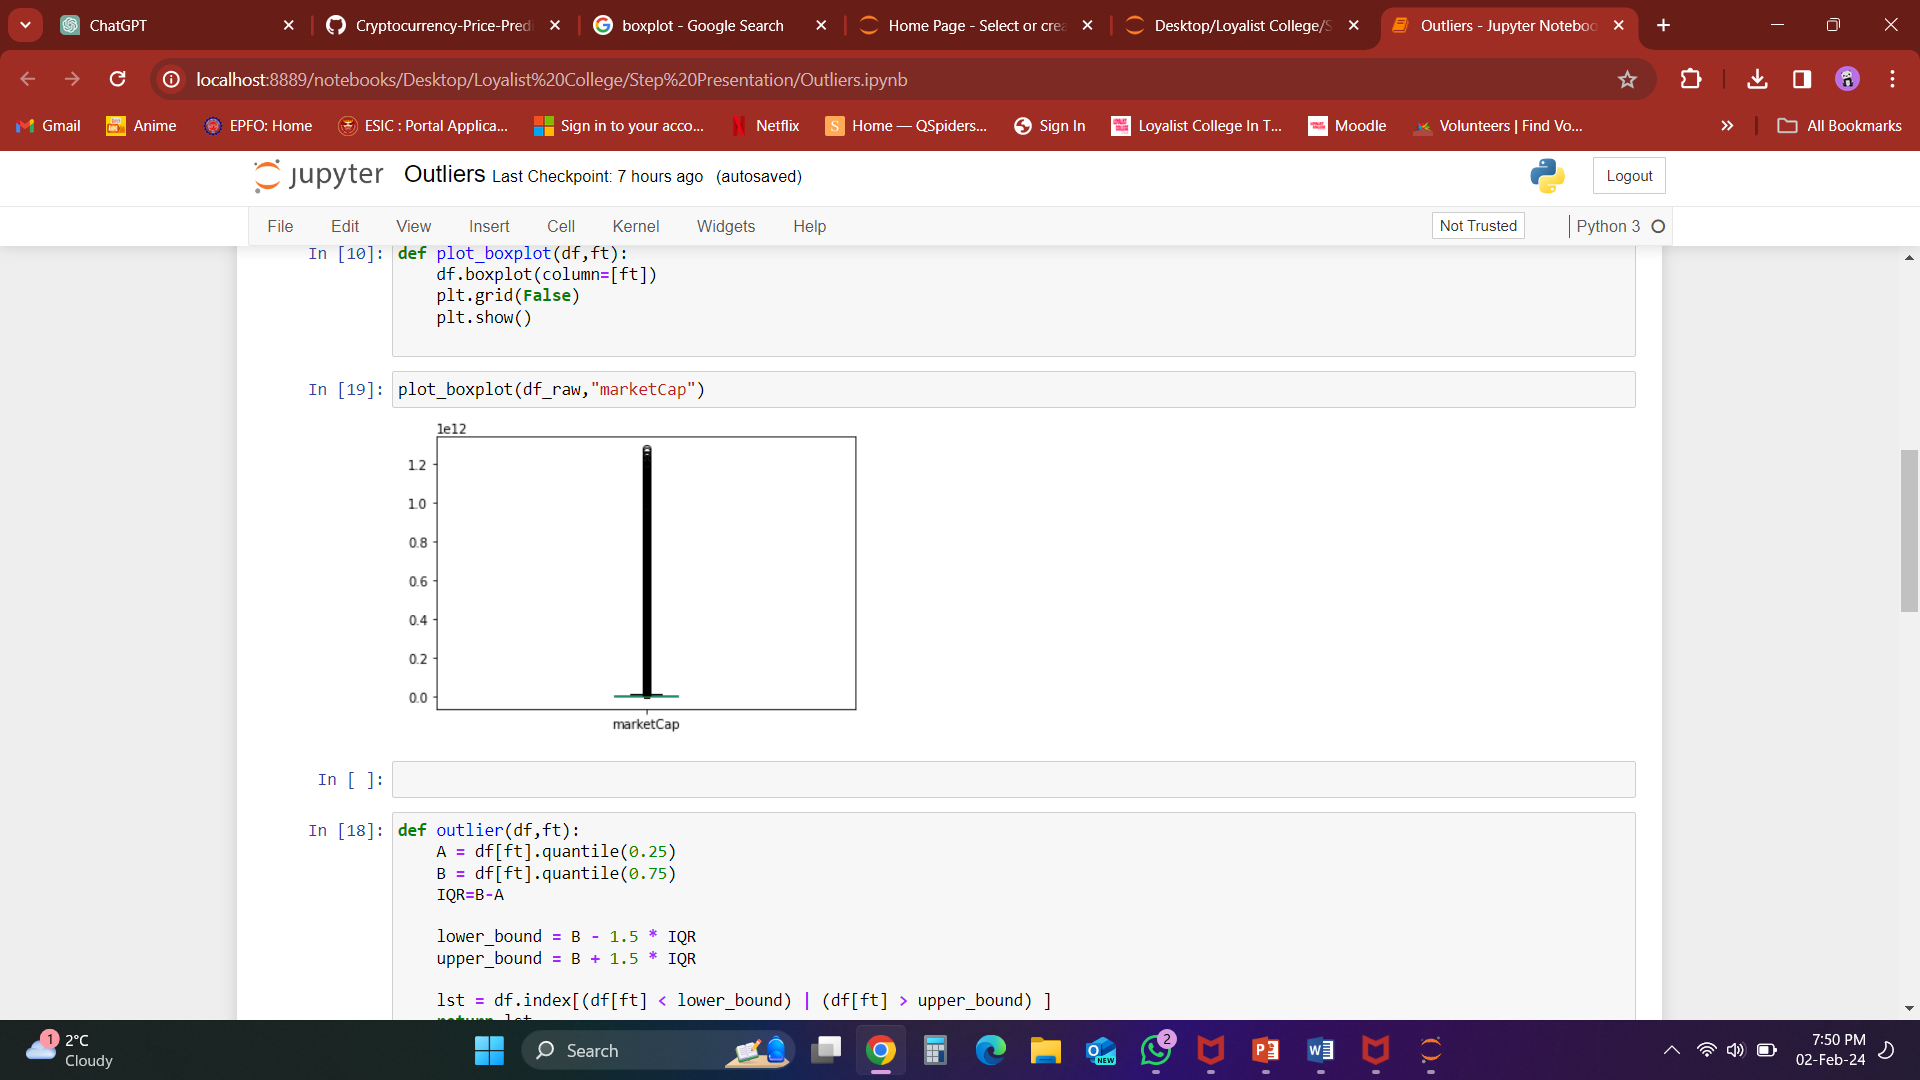 ChatGPT
Cryptocurrency-Price-Predi
boxplot - Google Search
Home Page - Select or crea
Desktop/Loyalist College/S
Outliers - Jupyter Noteboo
localhost:8889/notebooks/Desktop/Loyalist%20College/Step%20Presentation/Outliers.ipynb
Gmail
Anime
EPFO: Home
ESIC : Portal Applica...
Sign in to your acco...
Netflix
Home — QSpiders...
Sign In
Loyalist College In T...
Moodle
Volunteers | Find Vo...
All Bookmarks
jupyter Outliers Last Checkpoint: 7 hours ago (autosaved)
Logout
File Edit View Insert Cell Kernel Widgets Help
Not Trusted
Python 3
In [10]: def plot_boxplot(df,ft):
df.boxplot(column=[ft])
plt.grid(False)
plt.show()
In [19]: plot_boxplot(df_raw,"marketCap")
1e12
1.2
1.0
0.8
0.6
0.4
0.2
0.0
marketCap
In [ ]:
In [18]: def outlier(df,ft):
A = df[ft].quantile(0.25)
B = df[ft].quantile(0.75)
IQR=B-A
lower_bound = B - 1.5 * IQR
upper_bound = B + 1.5 * IQR
lst = df.index[(df[ft] < lower_bound) | (df[ft] > upper_bound) ]
return lst
1
2°C
Cloudy
Search
NEW
2
7:50 PM
02-Feb-24